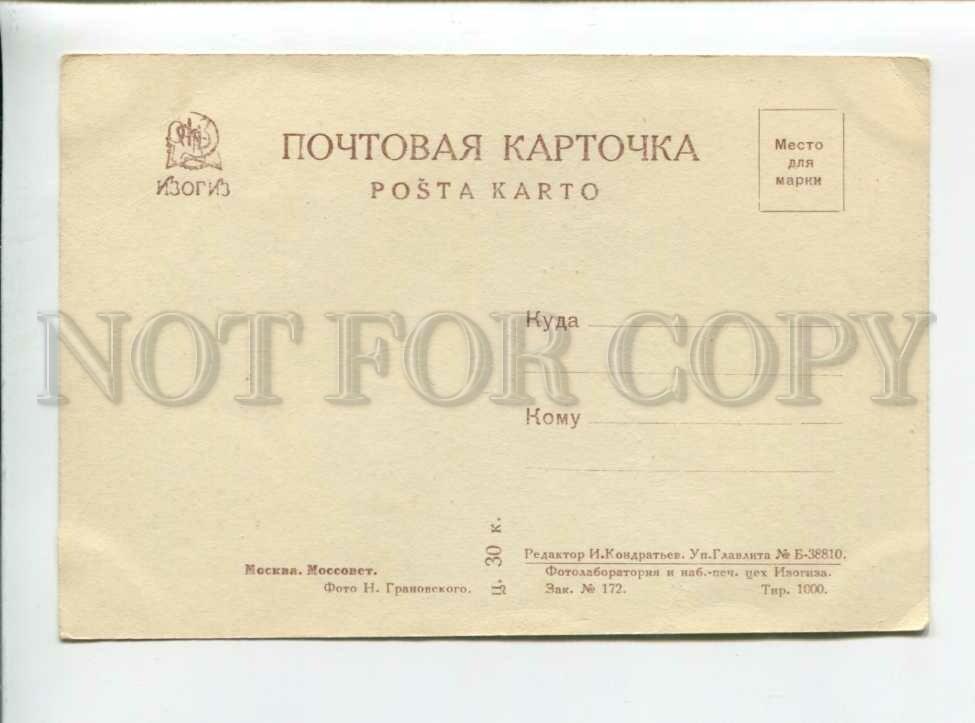 ИЗОГИЗ
ПОЧТОВАЯ КАРТОЧКА
POŠTA KARTO
Место
для
марки
NOT FOR COPY
Куда
Кому
Ц. 30 к.
Москва. Моссовет.
Фото Н. Грановского.
Редактор И.Кондратьев. Уп.Главлита № Б-38810.
Фотолаборатория и наб.-печ. цех Изогиза.
Зак. № 172. Тир. 1000.